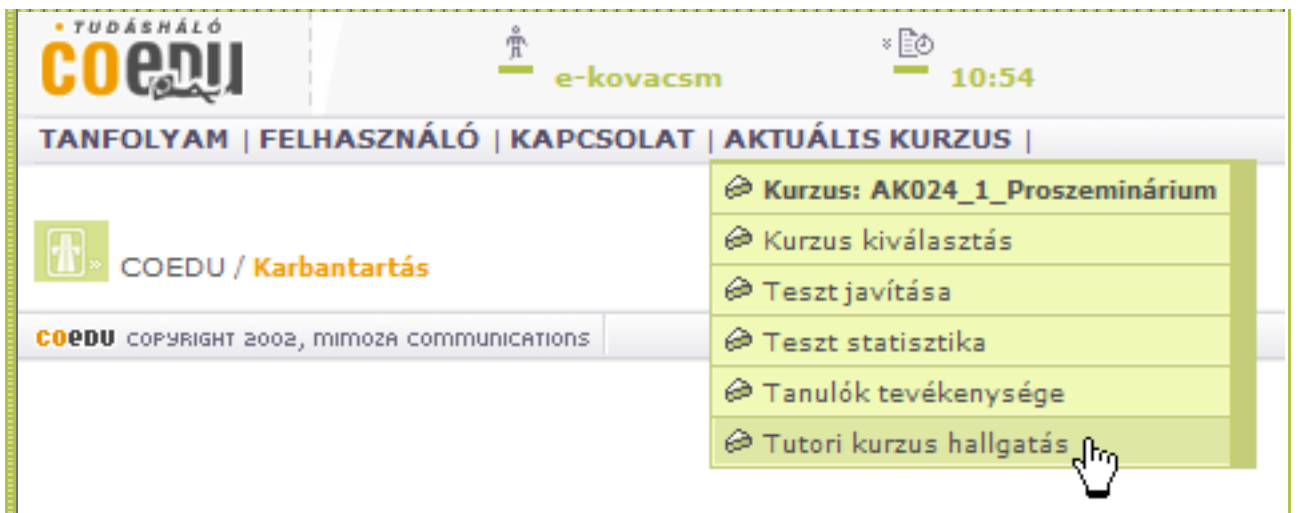 • TUDÁSHÁLÓ
COEDU
e-kovacsm
10:54
TANFOLYAM | FELHASZNÁLÓ | KAPCSOLAT | AKTUÁLIS KURZUS |
Kurzus: AK024_1_Proszeminárium
Kurzus kiválasztás
COEDU / Karbantartás
Teszt javítása
COEDU COPYRIGHT 2002, MIMOZA COMMUNICATIONS
Teszt statisztika
Tanulók tevékenysége
Tutori kurzus hallgatás